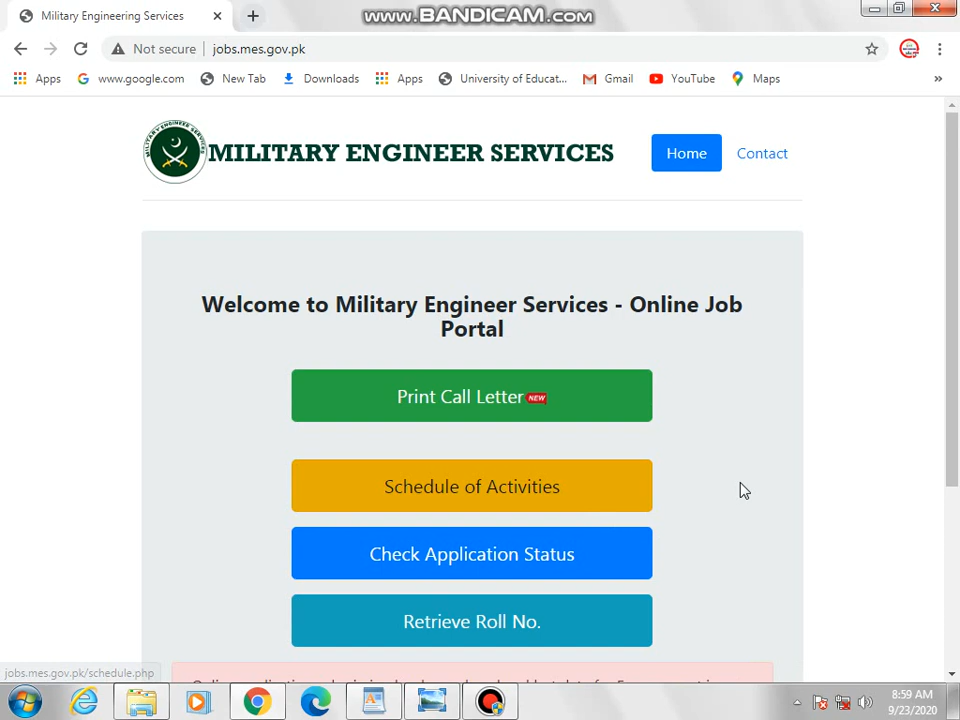 Military Engineering Services
www.BANDICAM.com
Not secure
jobs.mes.gov.pk
Apps
www.google.com
New Tab
Downloads
Apps
University of Educat...
Gmail
YouTube
Maps
»
MILITARY ENGINEER SERVICES
MILITARY ENGINEER SERVICES
Home
Contact
Welcome to Military Engineer Services - Online Job
Portal
Print Call Letter NEW
Schedule of Activities
Check Application Status
Retrieve Roll No.
jobs.mes.gov.pk/schedule.php
8:59 AM
9/23/2020